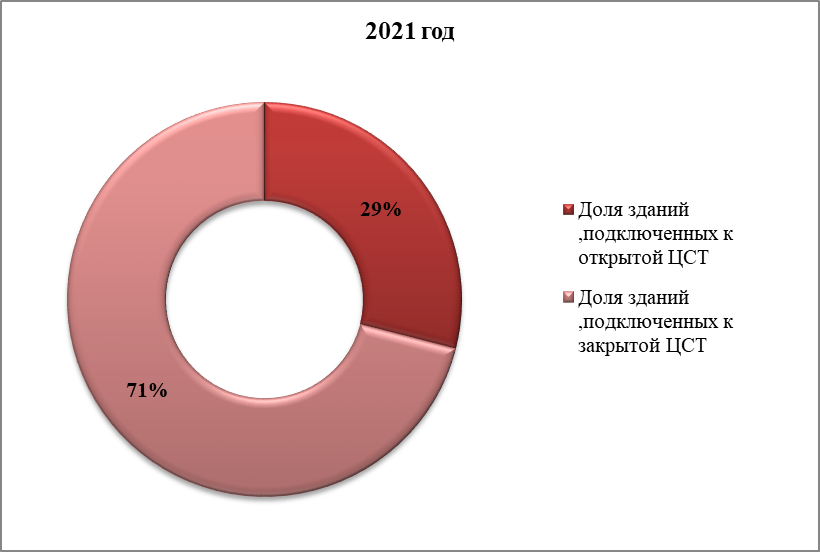 2021 год
29%
71%
Доля зданий
,подключенных к
открытой ЦСТ
Доля зданий
,подключенных к
закрытой ЦСТ